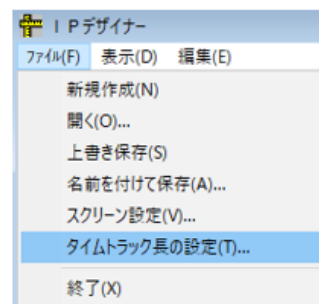 ＩＰデザイナー
ファイル(F) 表示(D) 編集(E)
新規作成(N)
開く(O)...
上書き保存(S)
名前を付けて保存(A)...
スクリーン設定(V)...
タイムトラック長の設定(T)...
終了(X)